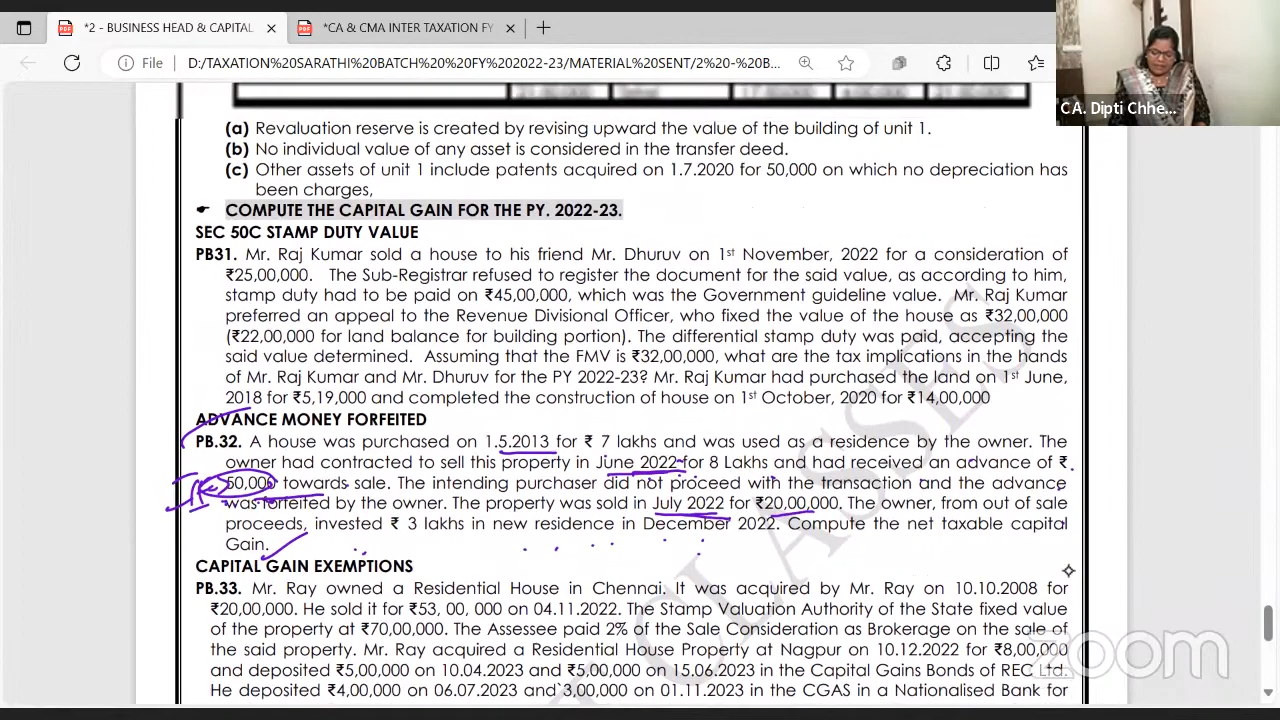 *2 - BUSINESS HEAD & CAPITAL
*CA & CMA INTER TAXATION FY
File
D:/TAXATION%20SARATHI%20BATCH%20%20FY%202022-23/MATERIAL%20SENT/2%20-%20B...
CA. Dipti Chhe...
(a) Revaluation reserve is created by revising upward the value of the building of unit 1.
(b) No individual value of any asset is considered in the transfer deed.
(c) Other assets of unit 1 include patents acquired on 1.7.2020 for 50,000 on which no depreciation has
been charges,
COMPUTE THE CAPITAL GAIN FOR THE PY. 2022-23.
SEC 50C STAMP DUTY VALUE
PB31. Mr. Raj Kumar sold a house to his friend Mr. Dhuruv on 1st November, 2022 for a consideration of
₹25,00,000. The Sub-Registrar refused to register the document for the said value, as according to him,
stamp duty had to be paid on ₹45,00,000, which was the Government guideline value. Mr. Raj Kumar
preferred an appeal to the Revenue Divisional Officer, who fixed the value of the house as ₹32,00,000
(₹22,00,000 for land balance for building portion). The differential stamp duty was paid, accepting the
said value determined. Assuming that the FMV is ₹32,00,000, what are the tax implications in the hands
of Mr. Raj Kumar and Mr. Dhuruv for the PY 2022-23? Mr. Raj Kumar had purchased the land on 1st June,
2018 for ₹5,19,000 and completed the construction of house on 1st October, 2020 for ₹14,00,000
ADVANCE MONEY FORFEITED
PB.32 A house was purchased on 1.5.2013 for ₹ 7 lakhs and was used as a residence by the owner. The
owner had contracted to sell this property in June 2022 for 8 Lakhs and had received an advance of ₹
50,000 towards sale. The intending purchaser did not proceed with the transaction and the advance
was forfeited by the owner. The property was sold in July 2022 for ₹20,00,000. The owner, from out of sale
proceeds, invested ₹ 3 lakhs in new residence in December 2022. Compute the net taxable capital
Gain.
CAPITAL GAIN EXEMPTIONS
PB.33. Mr. Ray owned a Residential House in Chennai. It was acquired by Mr. Ray on 10.10.2008 for
₹20,00,000. He sold it for ₹53, 00, 000 on 04.11.2022. The Stamp Valuation Authority of the State fixed value
of the property at ₹70,00,000. The Assessee paid 2% of the Sale Consideration as Brokerage on the sale of
the said property. Mr. Ray acquired a Residential House Property at Nagpur on 10.12.2022 for ₹8,00,000
and deposited ₹5,00,000 on 10.04.2023 and ₹5,00,000 on 15.06.2023 in the Capital Gains Bonds of REC Ltd.
He deposited ₹4,00,000 on 06.07.2023 and 3,00,000 on 01.11.2023 in the CGAS in a Nationalised Bank for
CLASSES
zoom